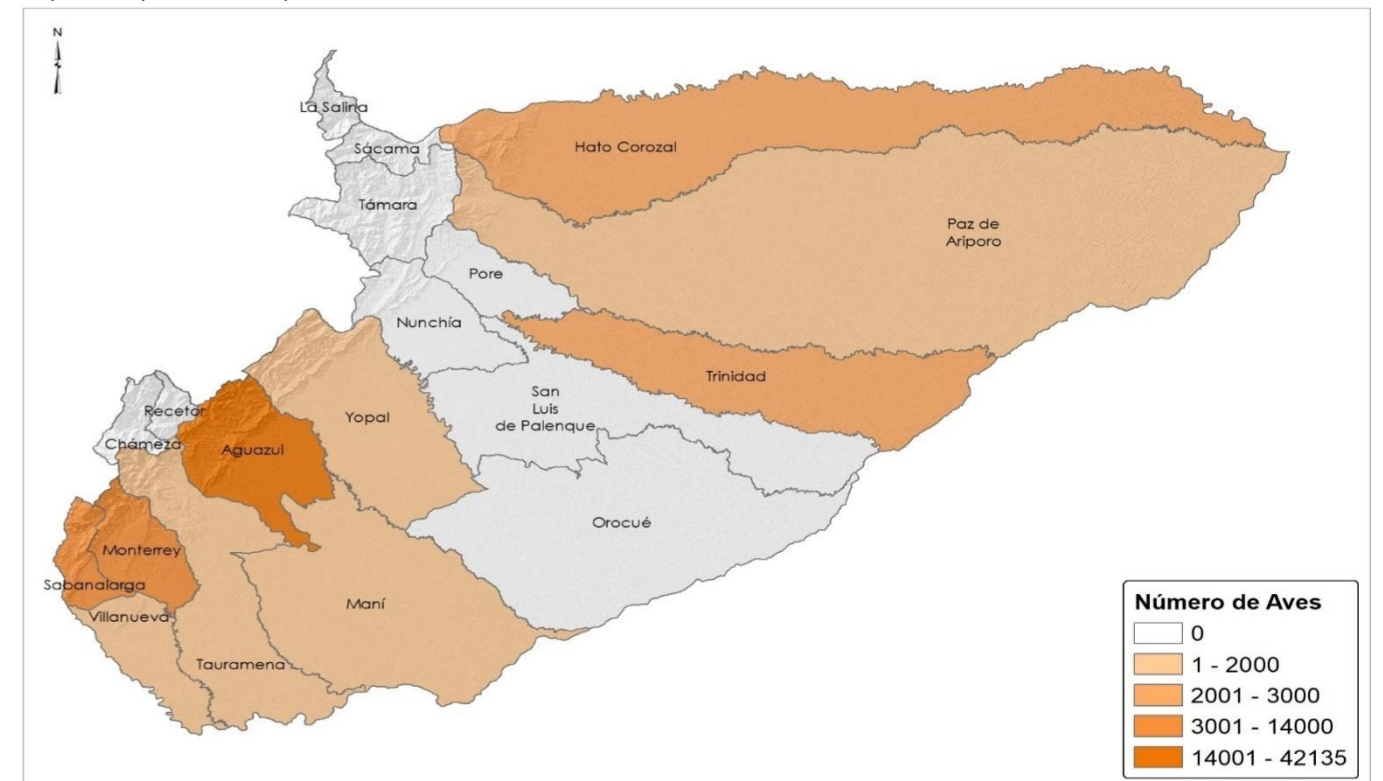 N
La Salina
Sácama
Hato Corozal
Támara
Paz de
Ariporo
Pore
Nunchía
Trinidad
San
Luis
de Palenque
Yopal
Recetor
Chámeza
Aguazul
Orocué
Monterrey
Sabanalarga
Maní
Villanueva
Tauramena
Número de Aves
0
1 - 2000
2001 - 3000
3001 - 14000
14001 - 42135